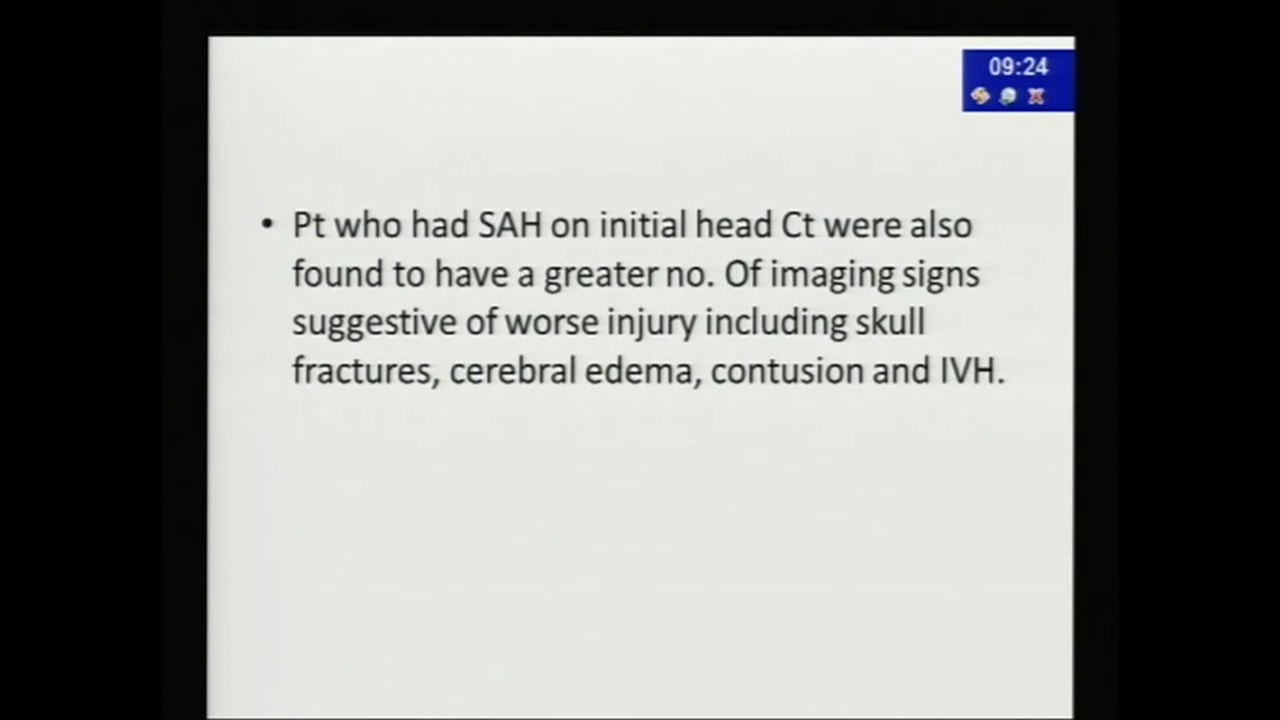 09:24
• Pt who had SAH on initial head Ct were also
found to have a greater no. Of imaging signs
suggestive of worse injury including skull
fractures, cerebral edema, contusion and IVH.